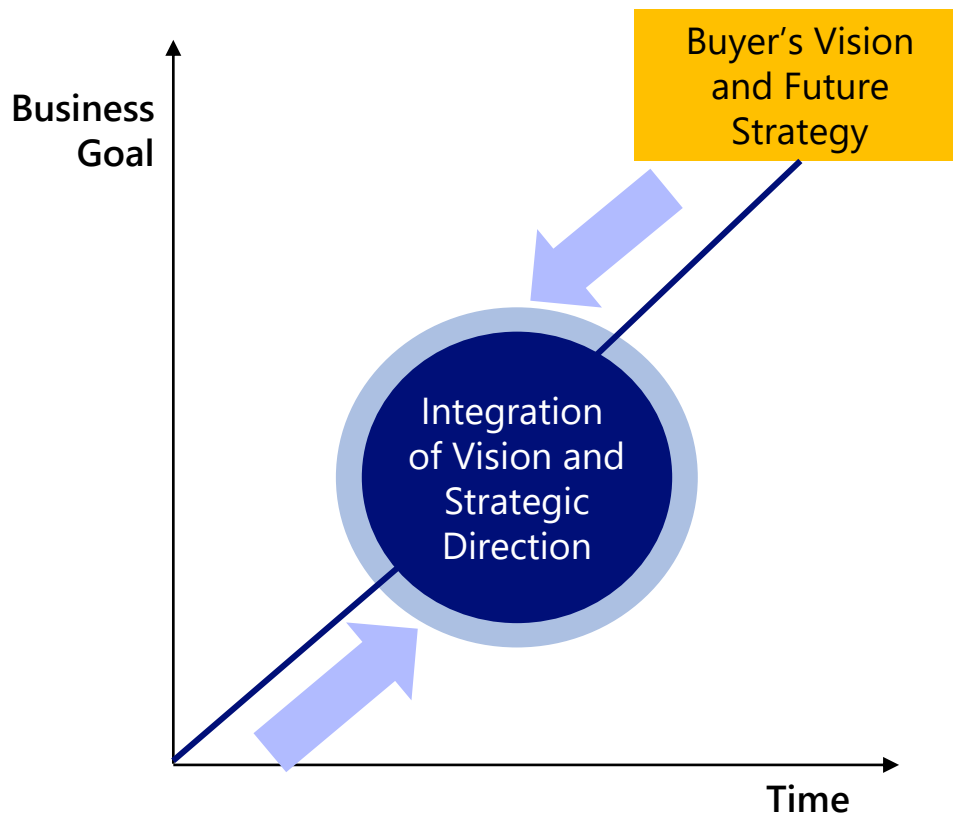 Buyer’s Vision
and Future
Strategy
Business
Goal
Integration
of Vision and
Strategic
Direction
Time